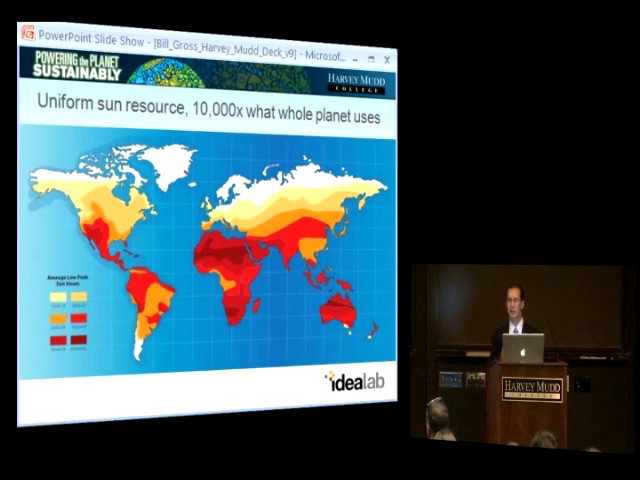 PowerPoint Slide Show - [Bill_Gross_Harvey_Mudd_Deck_v9] - Microsof...
POWERING the PLANET
SUSTAINABLY
HARVEY MUDD
COLLEGE
Uniform sun resource, 10,000x what whole planet uses
Average Low-Peak
Sun Hours
idealab
HARVEY MUDD
COLLEGE